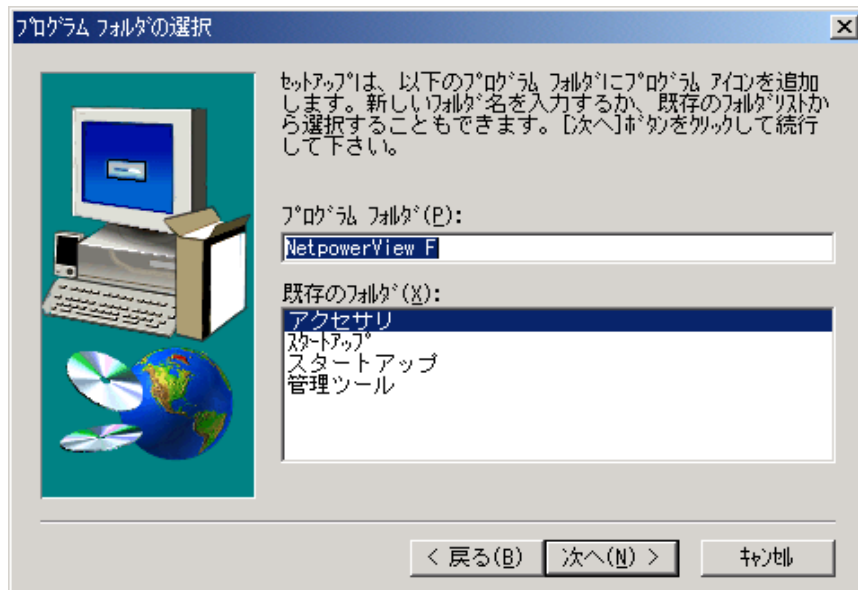 ﾌﾟﾛｸﾞﾗﾑ ﾌｫﾙﾀﾞの選択
ｾｯﾄｱｯﾌﾟは、以下のﾌﾟﾛｸﾞﾗﾑ ﾌｫﾙﾀﾞにﾌﾟﾛｸﾞﾗﾑ ｱｲｺﾝを追加
します。新しいﾌｫﾙﾀﾞ名を入力するか、既存のﾌｫﾙﾀﾞﾘｽﾄか
ら選択することもできます。[次へ]ﾎﾞﾀﾝをｸﾘｯｸして続行
して下さい。
ﾌﾟﾛｸﾞﾗﾑ ﾌｫﾙﾀﾞ(P):
NetpowerView F
既存のﾌｫﾙﾀﾞ(X):
アクセサリ
ｽﾀｰﾄｱｯﾌﾟ
スタートアップ
管理ツール
< 戻る(B)
次へ(N) >
ｷｬﾝｾﾙ